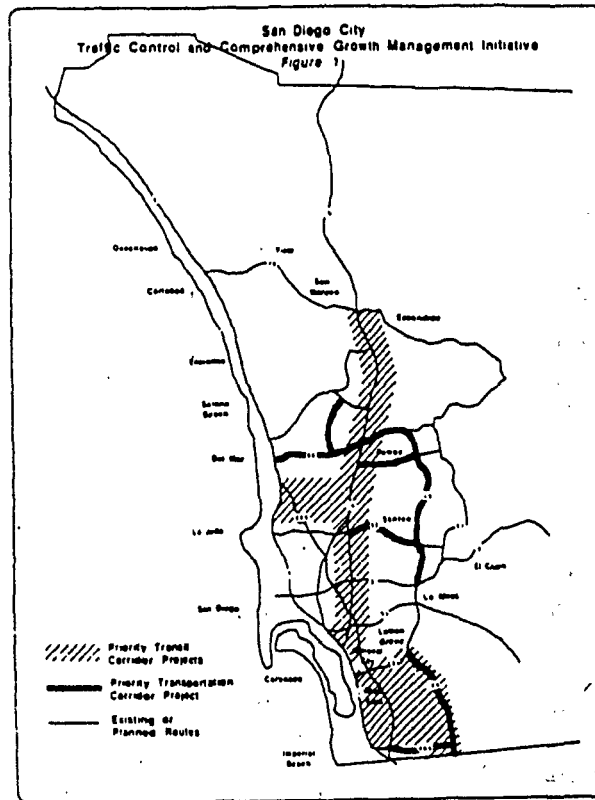 San Diego City
Traffic Control and Comprehensive Growth Management Initiative
Figure 1
Oceanside
Vista
Carlsbad
San
Marcos
Escondido
Encinitas
Solana
Beach
Del Mar
Poway
Santee
La Jolla
El Cajon
La Mesa
San Diego
Lemon
Grove
Coronado
Imperial
Beach
Priority Transit
Corridor Projects
Priority Transportation
Corridor Project
Existing or
Planned Routes